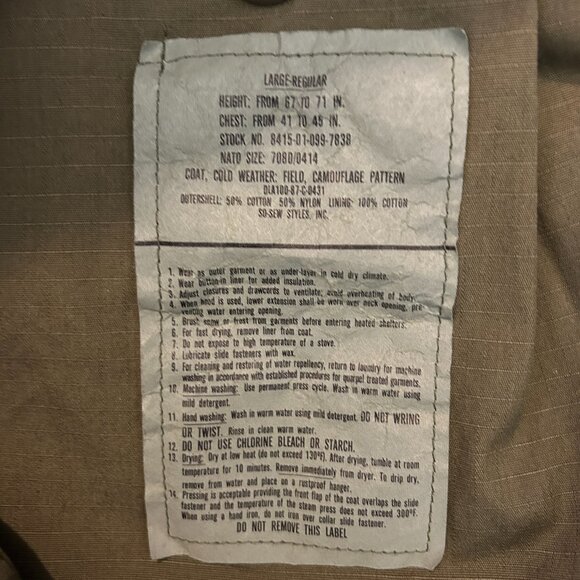 LARGE-REGULAR
HEIGHT: FROM 67 TO 71 IN.
CHEST: FROM 41 TO 45 IN.
STOCK NO. 8415-01-099-7838
NATO SIZE: 7080/0414
COAT, COLD WEATHER: FIELD, CAMOUFLAGE PATTERN
DLA100-87-C-0431
OUTERSHELL: 50% COTTON 50% NYLON LINING: 100% COTTON
SO-SEW STYLES, INC.
1. Wear as outer garment or as under-layer in cold dry climate.
2. Wear button-in liner for added insulation.
3. Adjust closures and drawcords to ventilate; avoid overheating of body.
4. When hood is used, lower extension shall be worn over neck opening, pre-
venting water entering opening.
5. Brush snow or frost from garments before entering heated shelters.
6. For fast drying, remove liner from coat.
7. Do not expose to high temperature of a stove.
8. Lubricate slide fasteners with wax.
9. For cleaning and restoring of water repellency, return to laundry for machine
washing in accordance with established procedures for quarpel treated garments.
10. Machine washing: Use permanent press cycle. Wash in warm water using
mild detergent.
11. Hand washing: Wash in warm water using mild detergent. DO NOT WRING
OR TWIST. Rinse in clean warm water.
12. DO NOT USE CHLORINE BLEACH OR STARCH.
13. Drying: Dry at low heat (do not exceed 130°F). After drying, tumble at room
temperature for 10 minutes. Remove immediately from dryer. To drip dry,
remove from water and place on a rustproof hanger.
14. Pressing is acceptable providing the front flap of the coat overlaps the slide
fastener and the temperature of the steam press does not exceed 300°F.
When using a hand iron, do not iron over collar slide fastener.
DO NOT REMOVE THIS LABEL